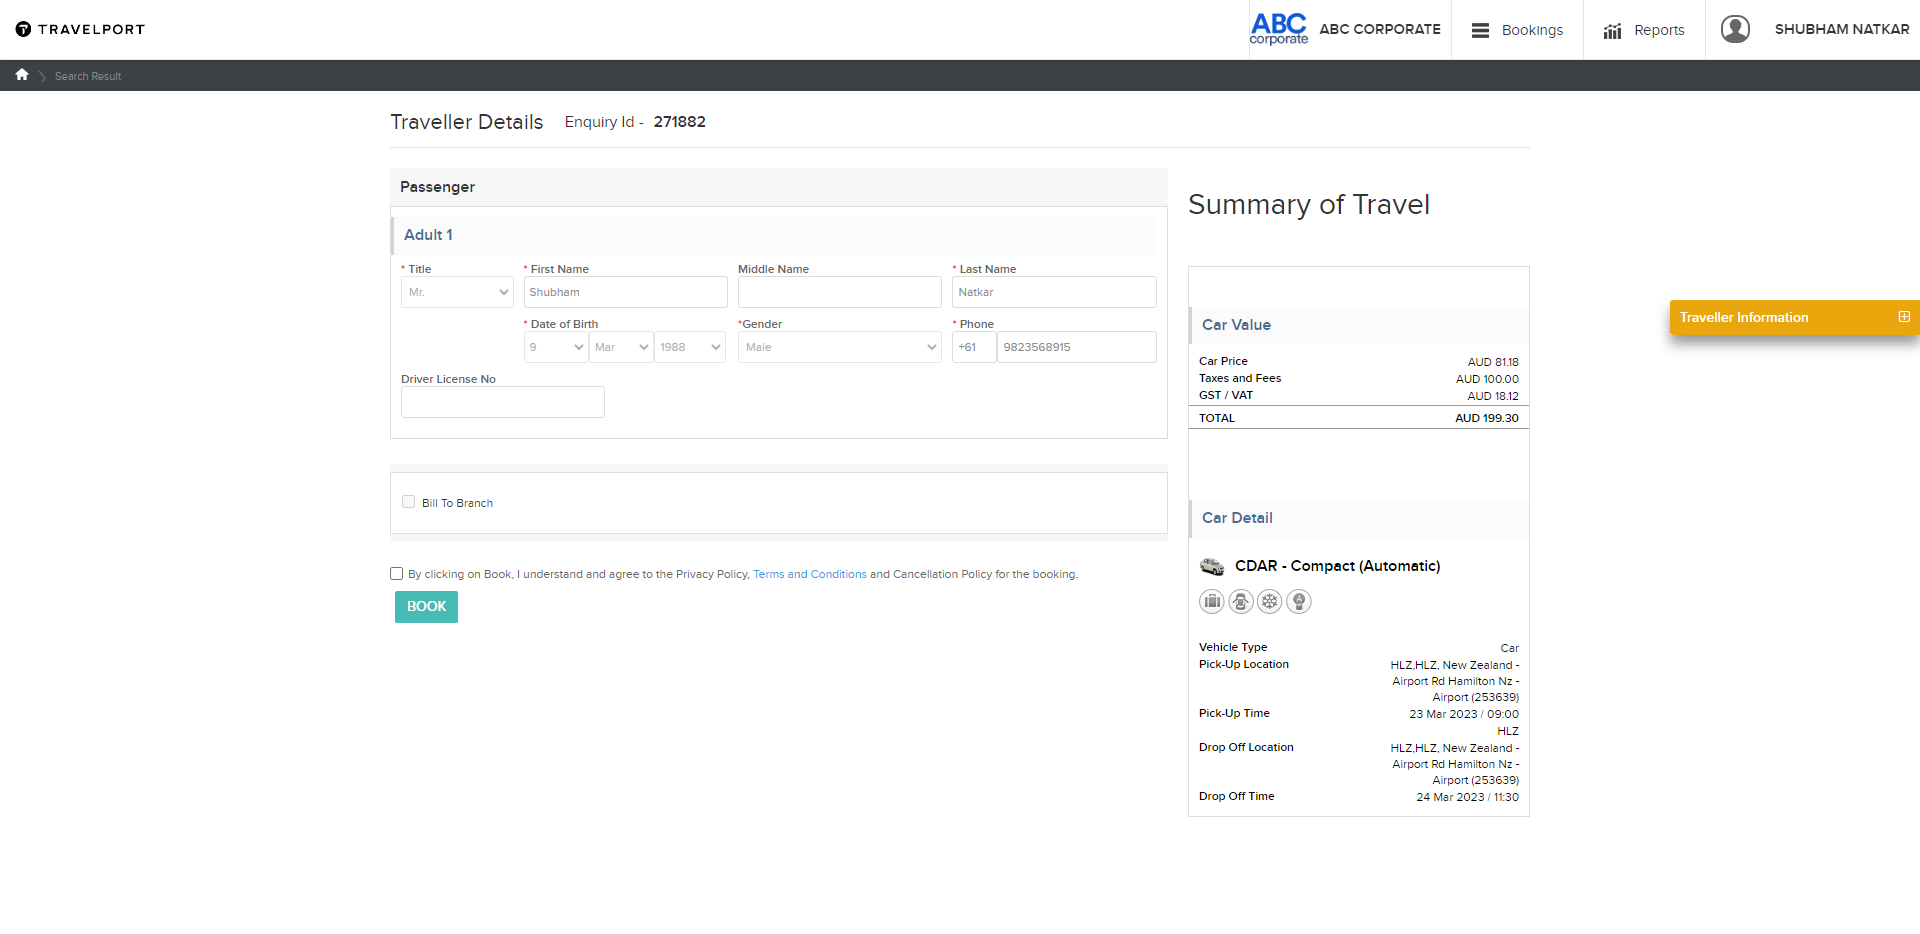 TRAVELPORT
ABC
corporate
ABC CORPORATE
Bookings
Reports
SHUBHAM NATKAR
Search Result
Traveller Details
Enquiry Id - 271882
Passenger
Adult 1
* Title
* First Name
Middle Name
* Last Name
Mr.
Shubham
Natkar
* Date of Birth
*Gender
* Phone
9
Mar
1988
Male
+61
9823568915
Driver License No
Bill To Branch
By clicking on Book, I understand and agree to the Privacy Policy, Terms and Conditions and Cancellation Policy for the booking.
BOOK
Summary of Travel
Car Value
Car Price AUD 81.18
Taxes and Fees AUD 100.00
GST / VAT AUD 18.12
TOTAL AUD 199.30
Car Detail
CDAR - Compact (Automatic)
Vehicle Type Car
Pick-Up Location HLZ,HLZ, New Zealand -
Airport Rd Hamilton Nz -
Airport (253639)
Pick-Up Time 23 Mar 2023 / 09:00
HLZ
Drop Off Location HLZ,HLZ, New Zealand -
Airport Rd Hamilton Nz -
Airport (253639)
Drop Off Time 24 Mar 2023 / 11:30
Traveller Information